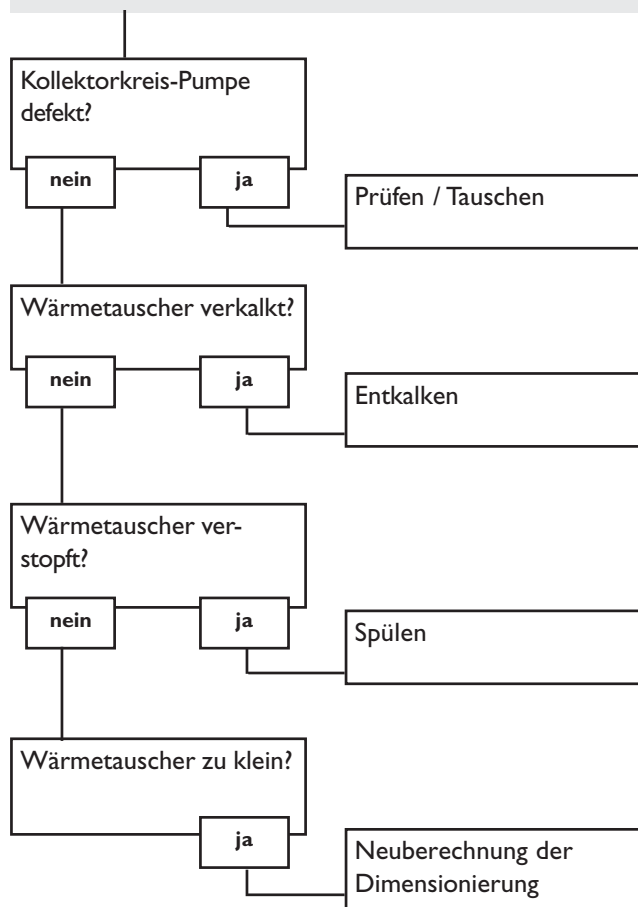 Kollektorkreis-Pumpe
defekt?
nein
ja
Prüfen / Tauschen
Wärmetauscher verkalkt?
nein
ja
Entkalken
Wärmetauscher ver-
stopft?
nein
ja
Spülen
Wärmetauscher zu klein?
ja
Neuberechnung der
Dimensionierung